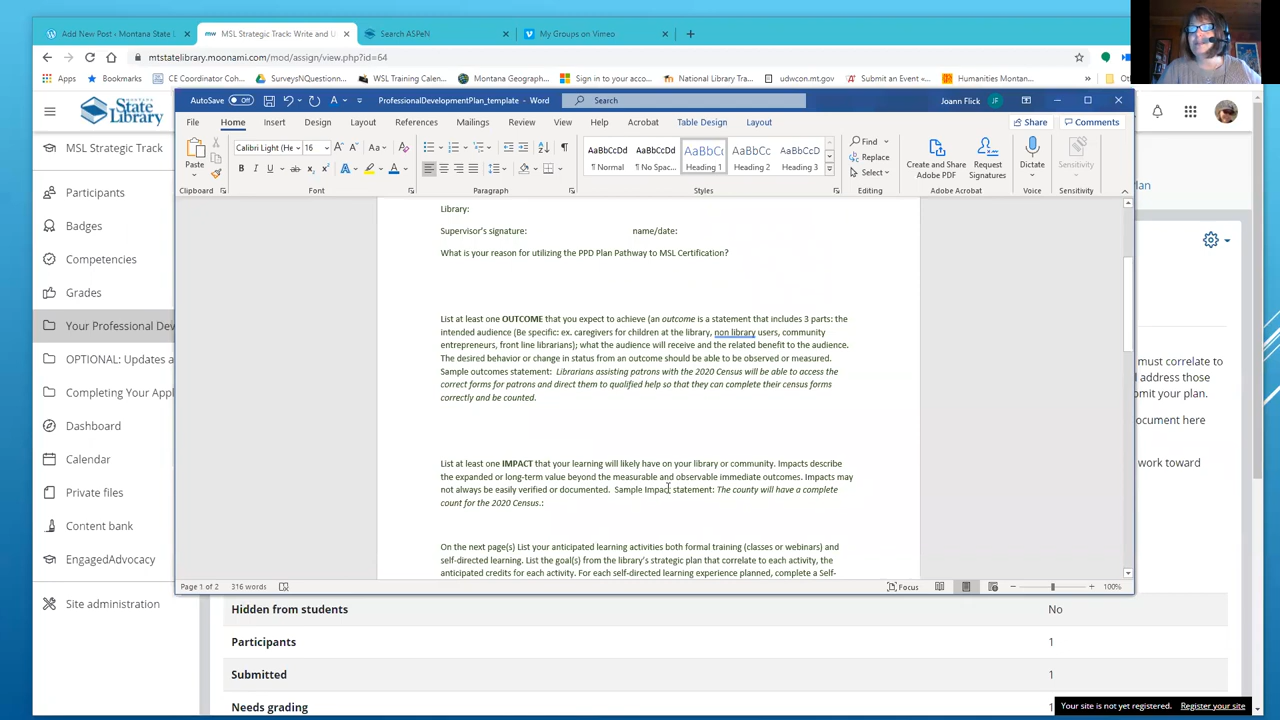 Add New Post ‹ Montana State L
MSL Strategic Track: Write and U
Search ASPeN
My Groups on Vimeo
mtstatelibrary.moonami.com/mod/assign/view.php?id=64
Apps
Bookmarks
CE Coordinator Coh...
SurveysNQuestionn...
WSL Training Calen...
Montana Geograp...
Sign in to your acco...
National Library Tra...
udwcon.mt.gov
Submit an Event «...
Humanities Montan...
»
AutoSave Off
ProfessionalDevelopmentPlan_template - Word
Search
Joann Flick
JF
Montana
State Library
File
Home
Insert
Design
Layout
References
Mailings
Review
View
Help
Acrobat
Table Design
Layout
Share
Comments
MSL Strategic Track
Participants
Badges
Competencies
Grades
Your Professional Dev
OPTIONAL: Updates a
Completing Your Appl
Dashboard
Calendar
Private files
Content bank
EngagedAdvocacy
Site administration
Paste
Clipboard
Calibri Light (He
16
Font
Paragraph
AaBbCcDd
¶ Normal
AaBbCcDd
¶ No Spac...
AaBbCc
Heading 1
AaBbCc
Heading 2
AaBbCcD
Heading 3
Styles
Find
Replace
Select
Editing
Create and Share
Adobe PDF
Request
Signatures
Adobe Acrobat
Dictate
Voice
Sensitivity
Sensitivity
Library:
Supervisor's signature: name/date:
What is your reason for utilizing the PPD Plan Pathway to MSL Certification?
List at least one OUTCOME that you expect to achieve (an outcome is a statement that includes 3 parts: the
intended audience (Be specific: ex. caregivers for children at the library, non library users, community
entrepreneurs, front line librarians); what the audience will receive and the related benefit to the audience.
The desired behavior or change in status from an outcome should be able to be observed or measured.
Sample outcomes statement: Librarians assisting patrons with the 2020 Census will be able to access the
correct forms for patrons and direct them to qualified help so that they can complete their census forms
correctly and be counted.
List at least one IMPACT that your learning will likely have on your library or community. Impacts describe
the expanded or long-term value beyond the measurable and observable immediate outcomes. Impacts may
not always be easily verified or documented. Sample Impact statement: The county will have a complete
count for the 2020 Census.:
On the next page(s) List your anticipated learning activities both formal training (classes or webinars) and
self-directed learning. List the goal(s) from the library's strategic plan that correlate to each activity, the
anticipated credits for each activity. For each self-directed learning experience planned, complete a Self-
Page 1 of 2
316 words
Focus
100%
lan
must correlate to
d address those
bmit your plan.
ocument here
work toward
Hidden from students
No
Participants
1
Submitted
1
Needs grading
1
Your site is not yet registered.
Register your site